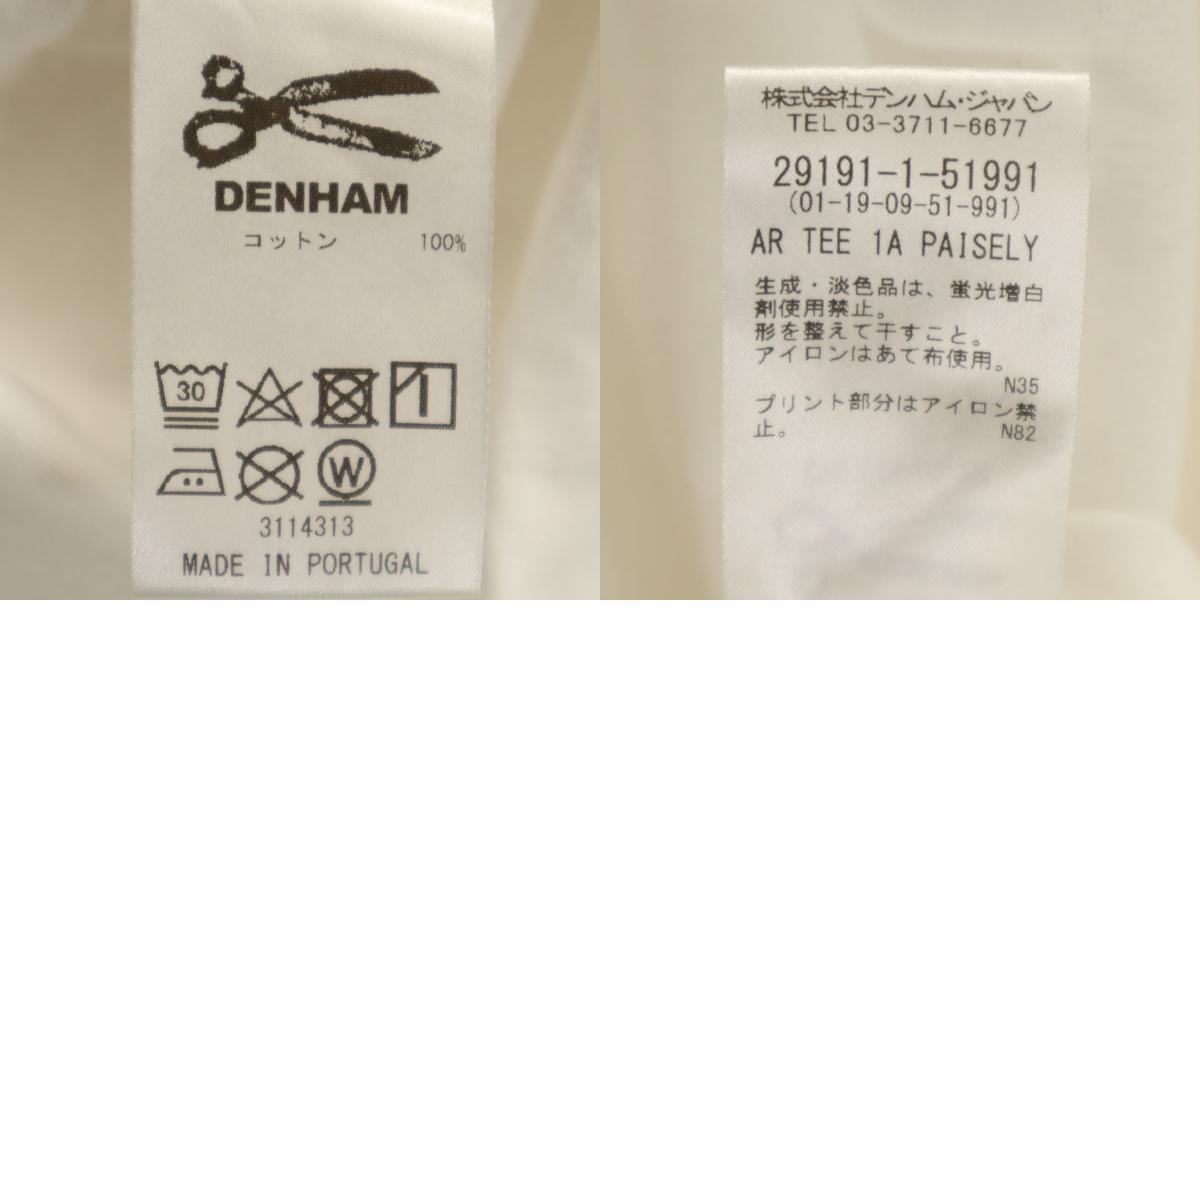 DENHAM
コットン 100%
30
W
3114313
MADE IN PORTUGAL
株式会社デンハム・ジャパン
TEL 03-3711-6677
29191-1-51991
(01-19-09-51-991)
AR TEE 1A PAISELY
生成・淡色品は、蛍光増白
剤使用禁止。
形を整えて干すこと。
アイロンはあて布使用。
N35
プリント部分はアイロン禁
止。 N82